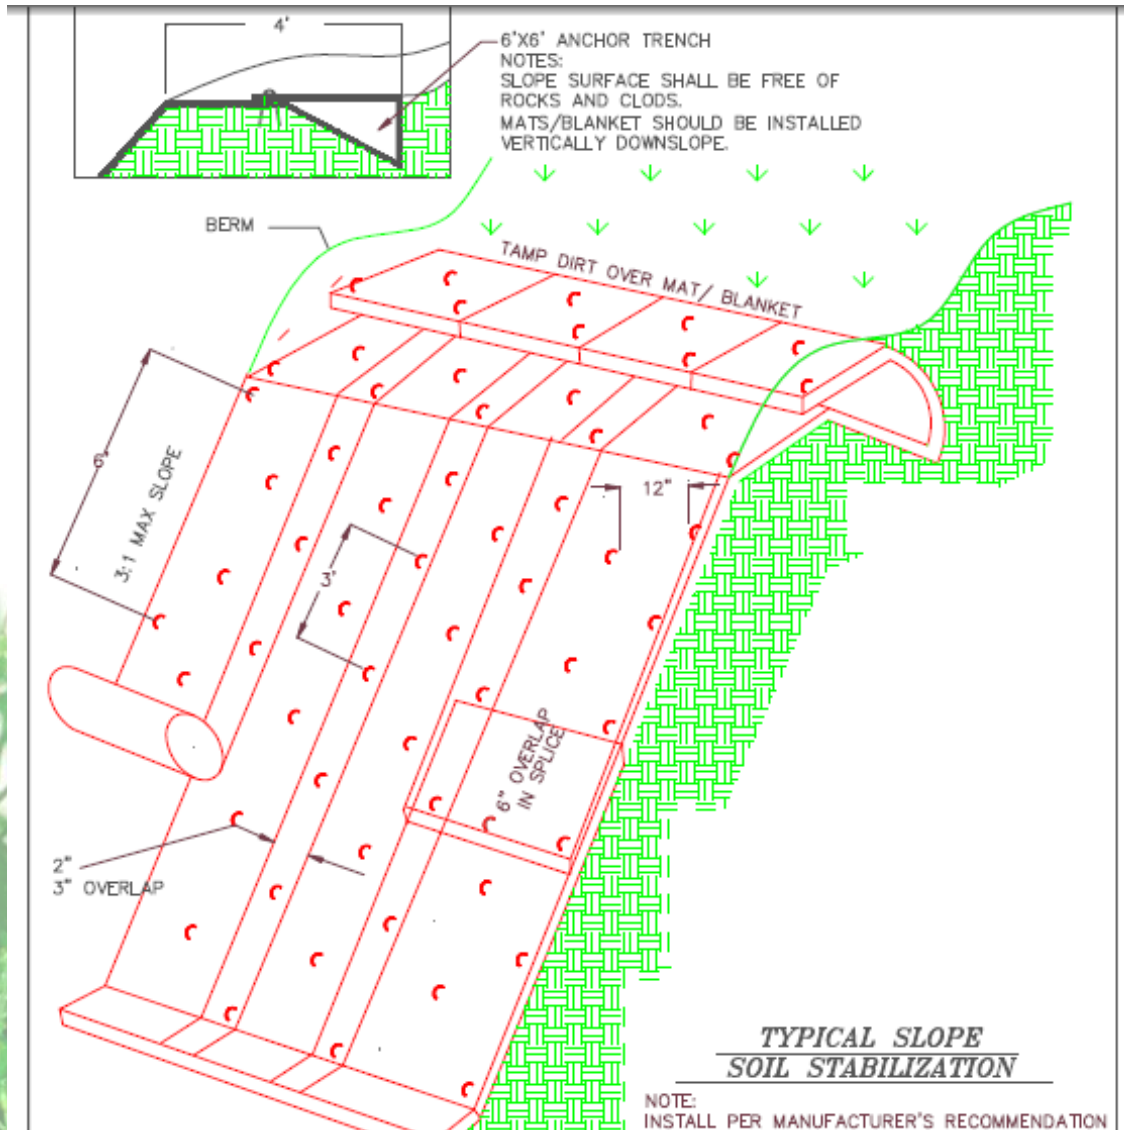 4'
6'X6' ANCHOR TRENCH
NOTES:
SLOPE SURFACE SHALL BE FREE OF
ROCKS AND CLODS.
MATS/BLANKET SHOULD BE INSTALLED
VERTICALLY DOWNSLOPE.
BERM
TAMP DIRT OVER MAT/ BLANKET
6'
3:1 MAX SLOPE
12"
3'
6" OVERLAP
IN SPLICE
2"
3" OVERLAP
TYPICAL SLOPE
SOIL STABILIZATION
NOTE:
INSTALL PER MANUFACTURER'S RECOMMENDATION